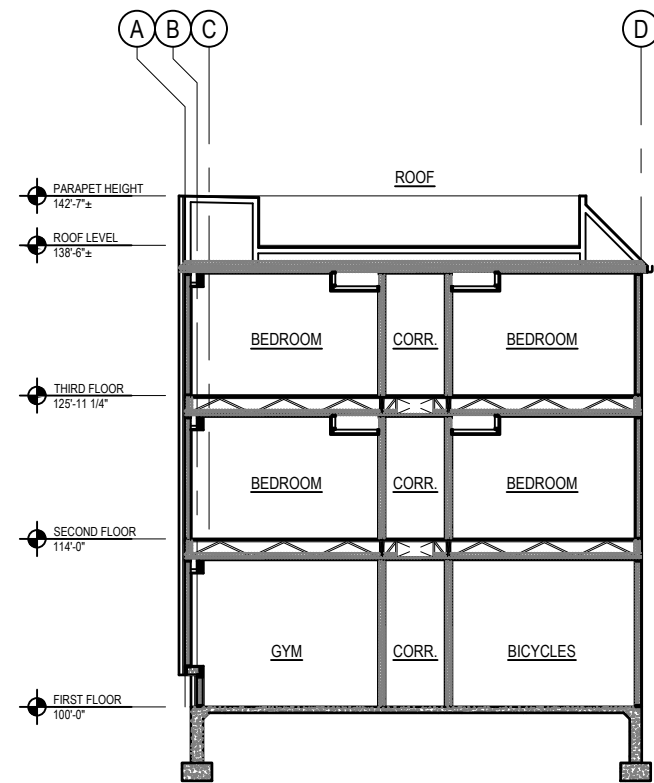 A B C D
ROOF
PARAPET HEIGHT
142'-7"±
ROOF LEVEL
138'-6"±
BEDROOM CORR. BEDROOM
THIRD FLOOR
125'-11 1/4"
BEDROOM CORR. BEDROOM
SECOND FLOOR
114'-0"
GYM CORR. BICYCLES
FIRST FLOOR
100'-0"